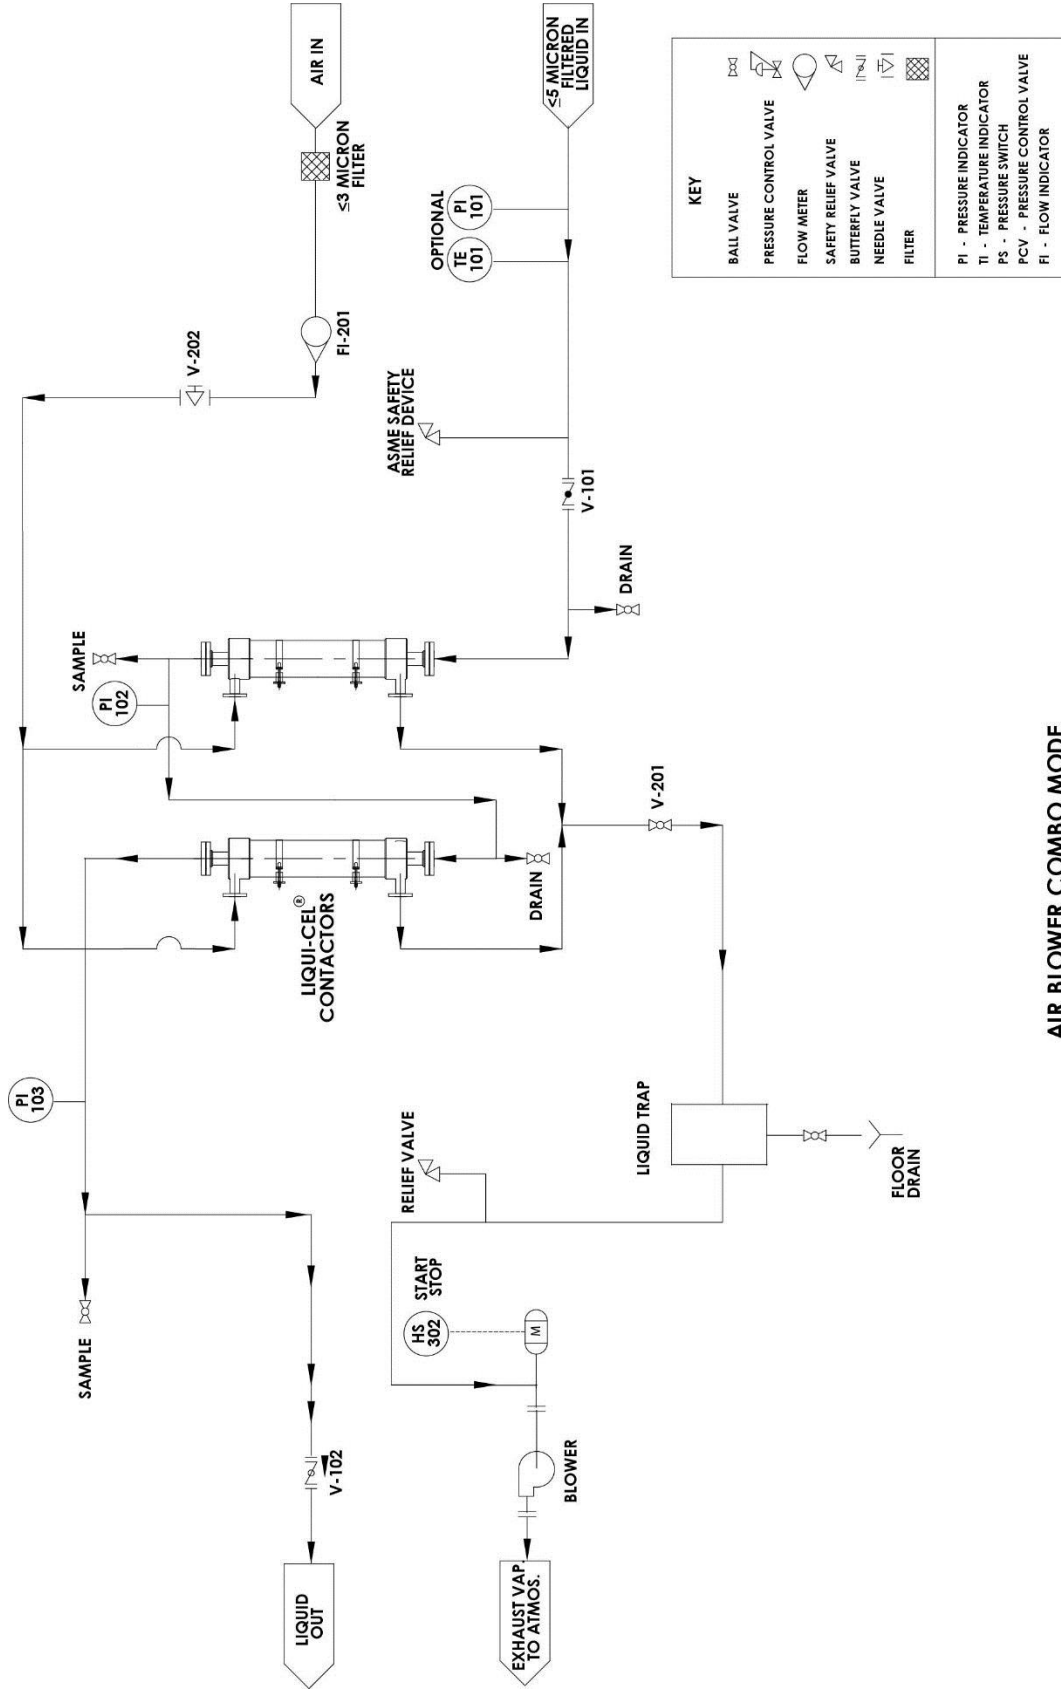 AIR IN
≤3 MICRON
FILTER
FI-201
V-202
≤5 MICRON
FILTERED
LIQUID IN
OPTIONAL
PI
101
TE
101
ASME SAFETY
RELIEF DEVICE
V-101
DRAIN
SAMPLE
PI
102
LIQUI-CEL®
CONTACTORS
DRAIN
V-201
PI
103
SAMPLE
V-102
LIQUID
OUT
LIQUID TRAP
FLOOR
DRAIN
RELIEF VALVE
START
STOP
HS
302
M
BLOWER
EXHAUST VAP.
TO ATMOS.
KEY
BALL VALVE
PRESSURE CONTROL VALVE
FLOW METER
SAFETY RELIEF VALVE
BUTTERFLY VALVE
NEEDLE VALVE
FILTER
PI - PRESSURE INDICATOR
TI - TEMPERATURE INDICATOR
PS - PRESSURE SWITCH
PCV - PRESSURE CONTROL VALVE
FI - FLOW INDICATOR
AIR BLOWER COMBO MODE